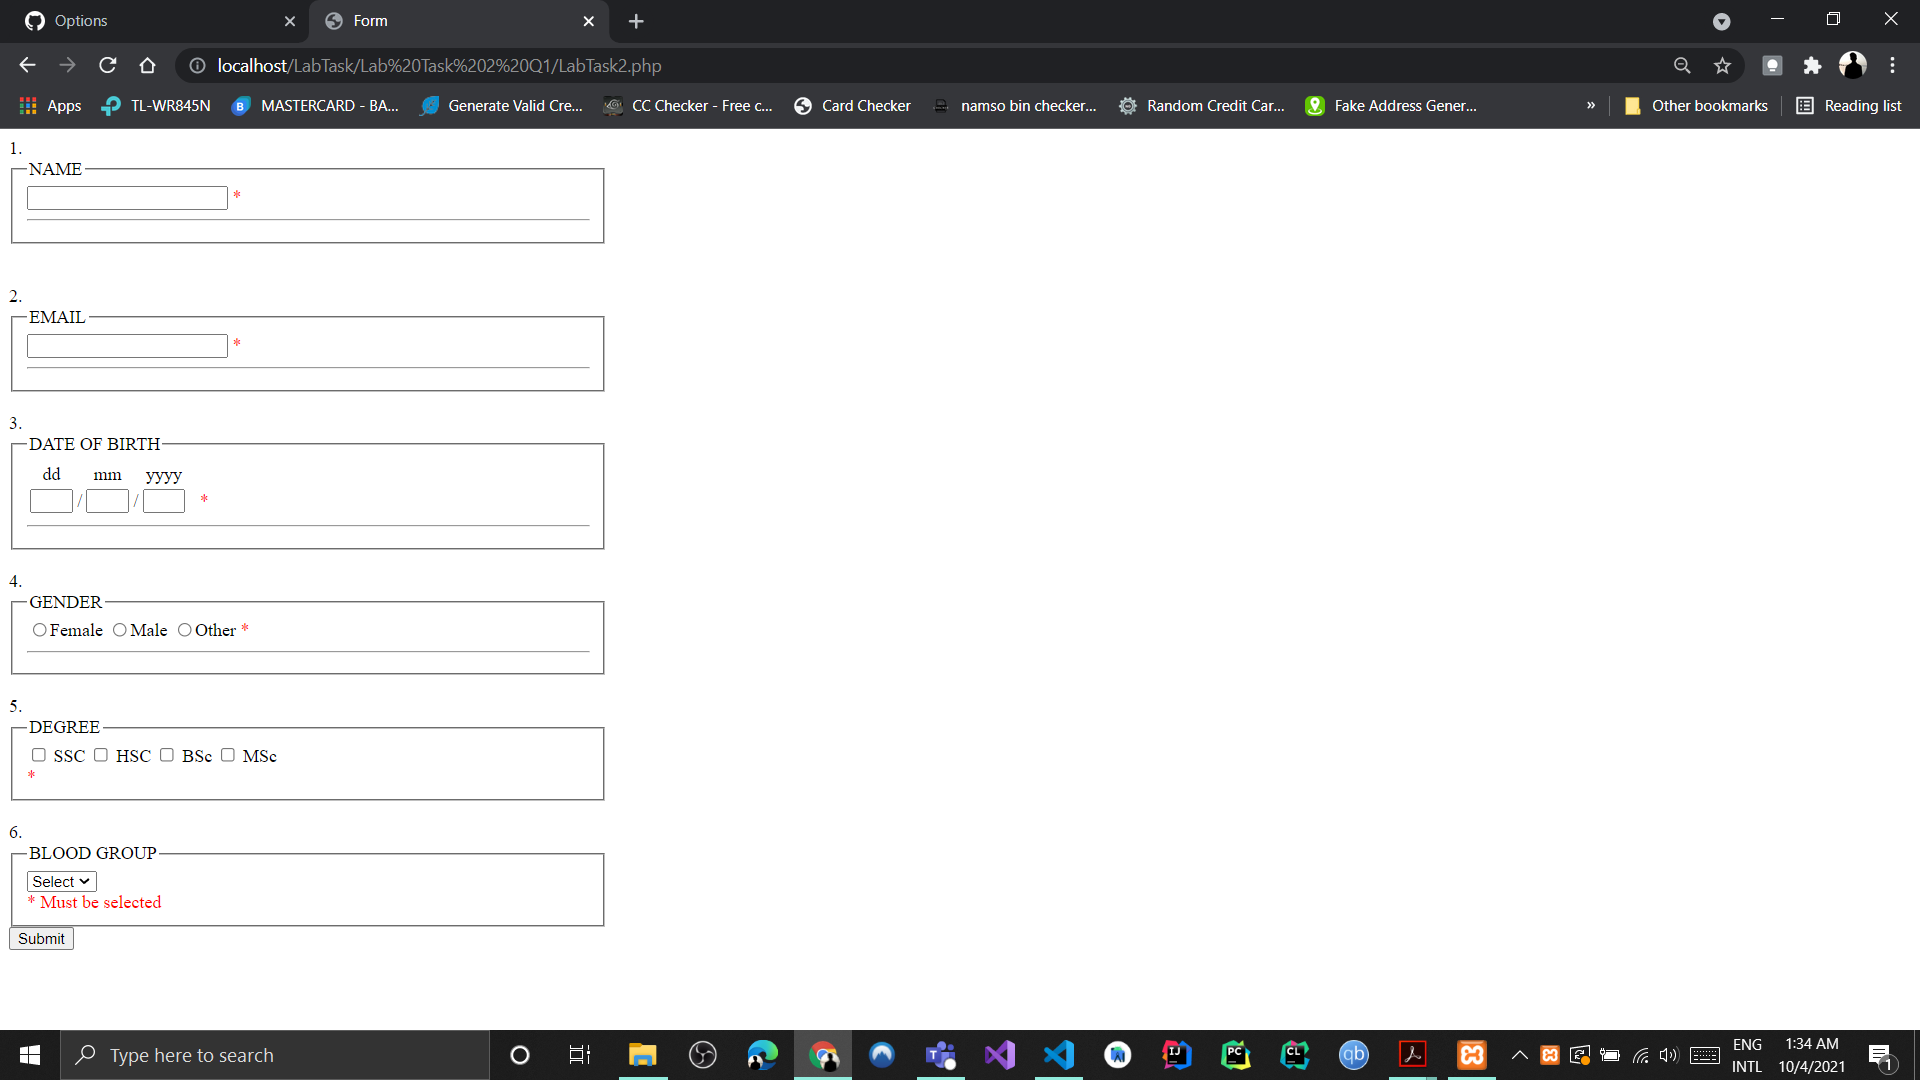 Options
Form
localhost/LabTask/Lab%20Task%202%20Q1/LabTask2.php
Apps TL-WR845N MASTERCARD - BA... Generate Valid Cre... CC Checker - Free c... Card Checker namso bin checker... Random Credit Car... Fake Address Gener... » Other bookmarks Reading list
1.
NAME
*
2.
EMAIL
*
3.
DATE OF BIRTH
dd mm yyyy
/ / *
4.
GENDER
Female Male Other *
5.
DEGREE
SSC HSC BSc MSc
*
6.
BLOOD GROUP
Select
* Must be selected
Submit
Type here to search
ENG
INTL
1:34 AM
10/4/2021
1